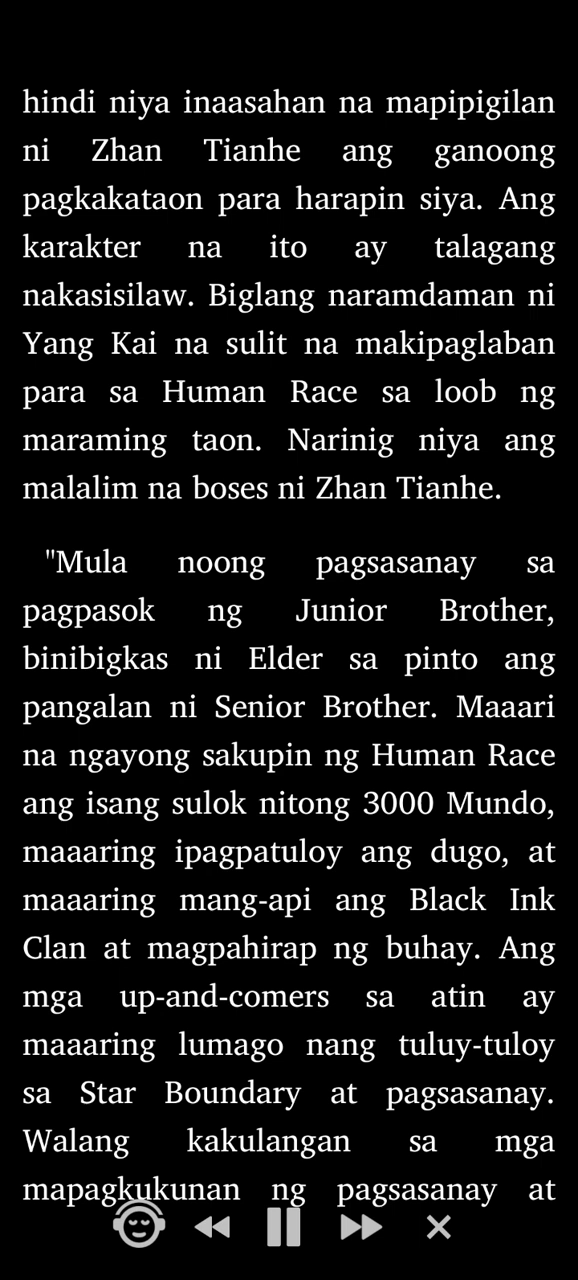 hindi niya inaasahan na mapipigilan
ni Zhan Tianhe ang ganoong
pagkakataon para harapin siya. Ang
karakter na ito ay talagang
nakasisilaw. Biglang naramdaman ni
Yang Kai na sulit na makipaglaban
para sa Human Race sa loob ng
maraming taon. Narinig niya ang
malalim na boses ni Zhan Tianhe.
"Mula noong pagsasanay sa
pagpasok ng Junior Brother,
binibigkas ni Elder sa pinto ang
pangalan ni Senior Brother. Maaari
na ngayong sakupin ng Human Race
ang isang sulok nitong 3000 Mundo,
maaaring ipagpatuloy ang dugo, at
maaaring mang-api ang Black Ink
Clan at magpahirap ng buhay. Ang
mga up-and-comers sa atin ay
maaaring lumago nang tuluy-tuloy
sa Star Boundary at pagsasanay.
Walang kakulangan sa mga
mapagkukunan ng pagsasanay at